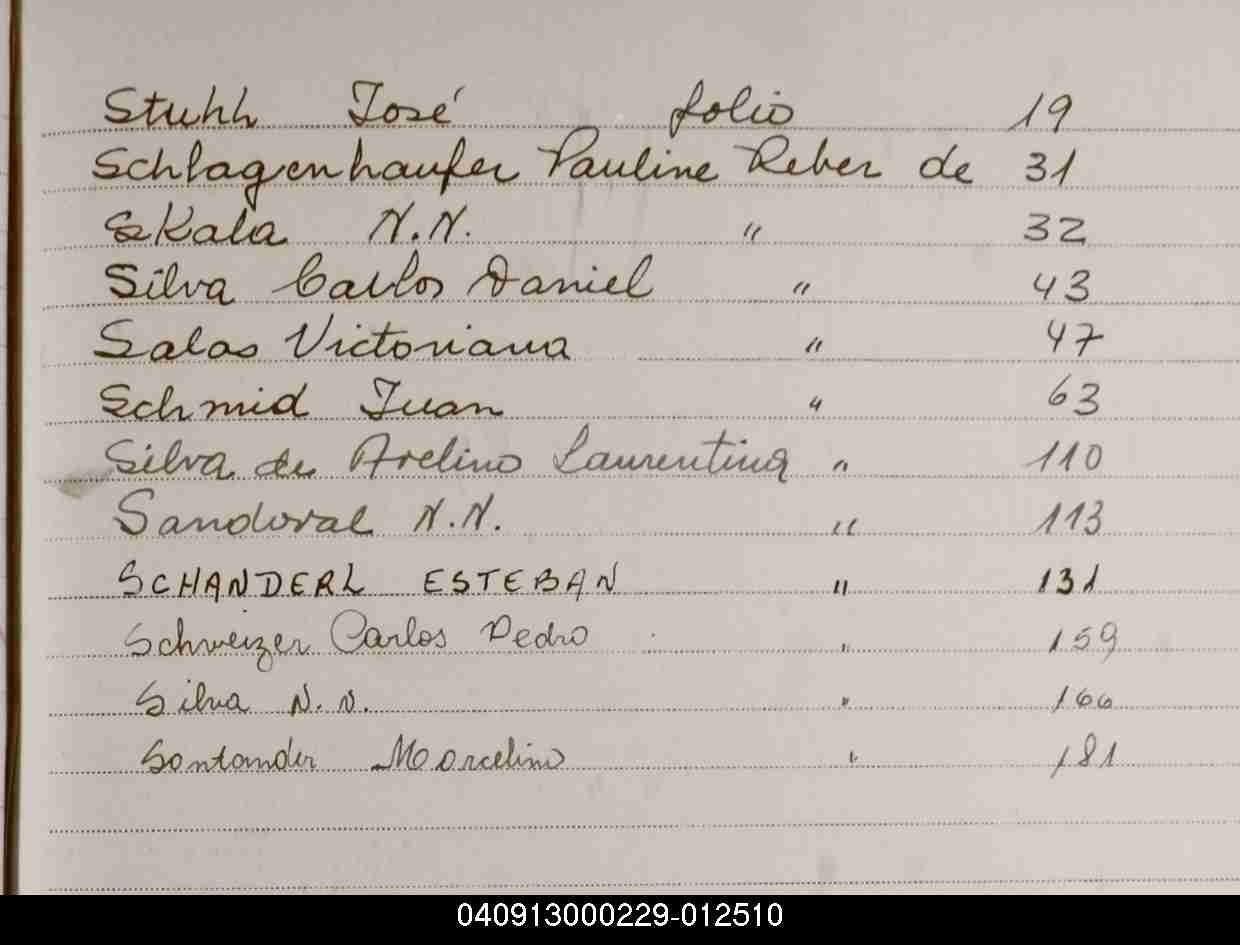 Stuhh José folio 19
Schlagenhaufer Pauline Reber de 31
Skala N.N. " 32
Silva Carlos Daniel " 43
Salas Victoriana " 47
Schmid Juan " 63
Silva de Avelino Laurentina " 110
Sandoval N.N. " 113
SCHANDERL ESTEBAN " 131
Schweizer Carlos Pedro " 159
Silva N.N. " 166
Santander Marcelino " 181
040913000229-012510